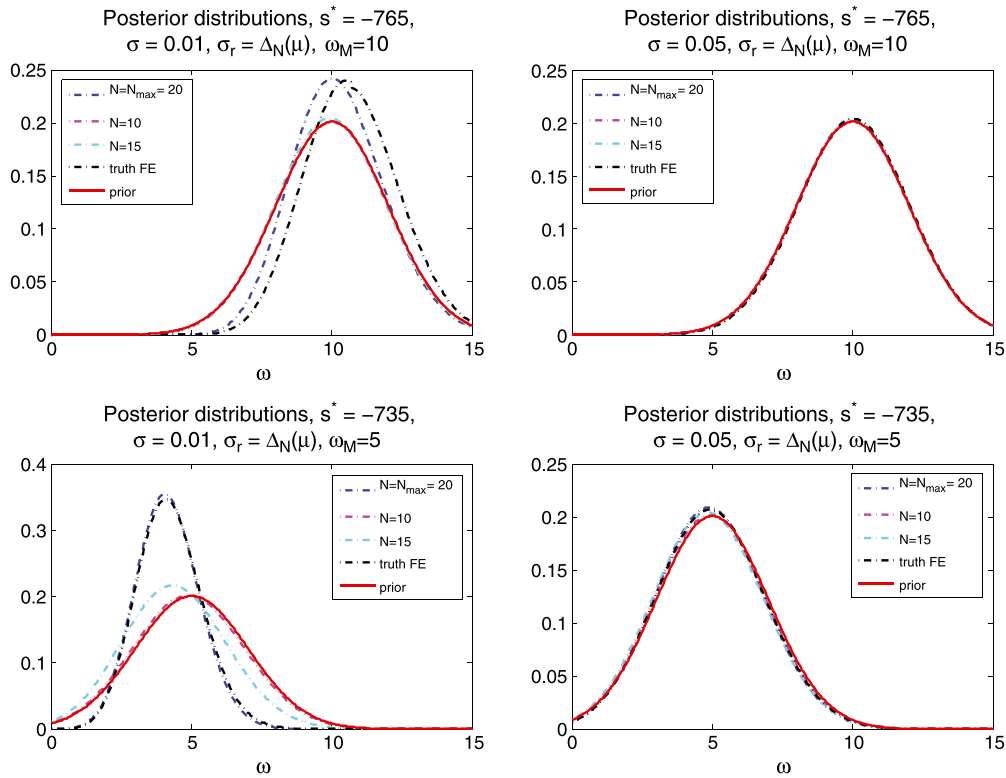 Posterior distributions, s* = −765,
σ = 0.01, σr = ΔN(μ), ωM=10
0.25
0.2
0.15
0.1
0.05
0
N=Nmax= 20
N=10
N=15
truth FE
prior
0 5 10 15
ω
Posterior distributions, s* = −765,
σ = 0.05, σr = ΔN(μ), ωM=10
0.25
0.2
0.15
0.1
0.05
0
N=Nmax= 20
N=10
N=15
truth FE
prior
0 5 10 15
ω
Posterior distributions, s* = −735,
σ = 0.01, σr = ΔN(μ), ωM=5
0.4
0.3
0.2
0.1
0
N=Nmax= 20
N=10
N=15
truth FE
prior
0 5 10 15
ω
Posterior distributions, s* = −735,
σ = 0.05, σr = ΔN(μ), ωM=5
0.25
0.2
0.15
0.1
0.05
0
N=Nmax= 20
N=10
N=15
truth FE
prior
0 5 10 15
ω